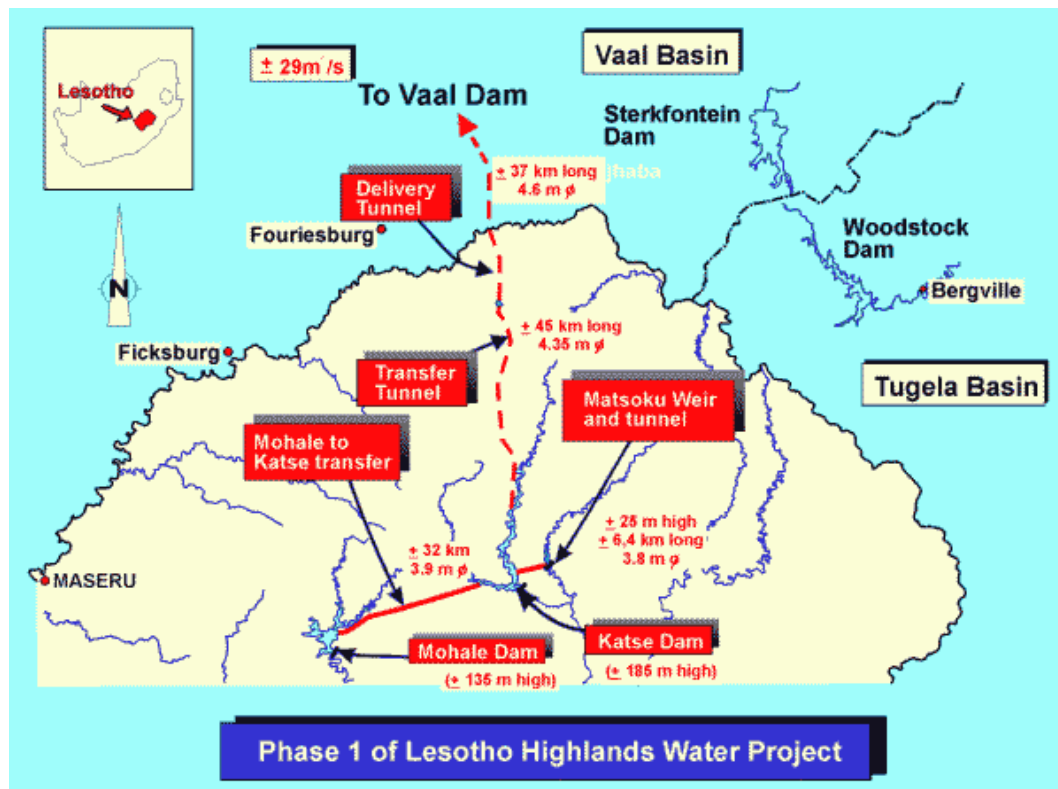 Lesotho
± 29m³/s
To Vaal Dam
Vaal Basin
Sterkfontein
Dam
± 37 km long
4.6 m ø
jhaba
Delivery
Tunnel
Fouriesburg
Woodstock
Dam
Bergville
N
± 45 km long
4.35 m ø
Ficksburg
Transfer
Tunnel
Matsoku Weir
and tunnel
Tugela Basin
Mohale to
Katse transfer
± 25 m high
± 6,4 km long
3.8 m ø
± 32 km
3.9 m ø
MASERU
Mohale Dam
(± 135 m high)
Katse Dam
(± 185 m high)
Phase 1 of Lesotho Highlands Water Project